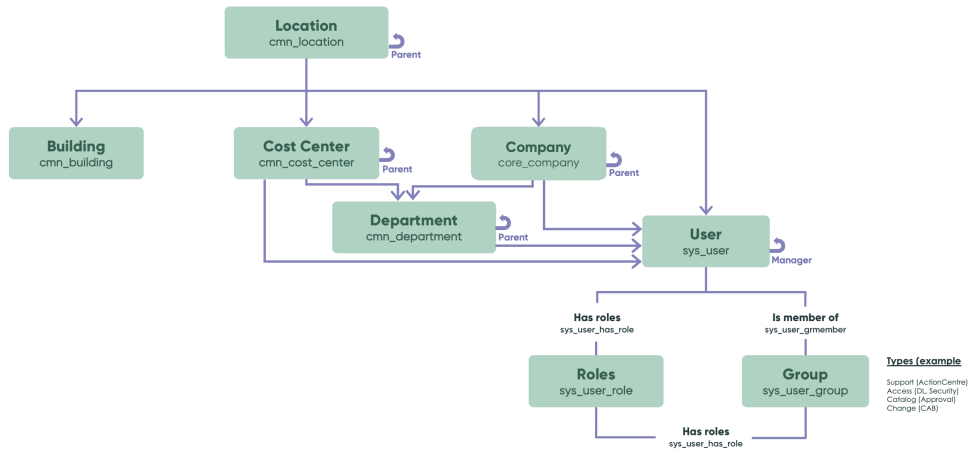 Location
cmn_location
Parent
Building
cmn_building
Cost Center
cmn_cost_center
Parent
Company
core_company
Parent
Department
cmn_department
Parent
User
sys_user
Manager
Has roles
sys_user_has_role
Is member of
sys_user_grmember
Roles
sys_user_role
Group
sys_user_group
Types (example
Support (ActionCentre)
Access (DL, Security)
Catalog (Approval)
Change (CAB)
Has roles
sys_user_has_role